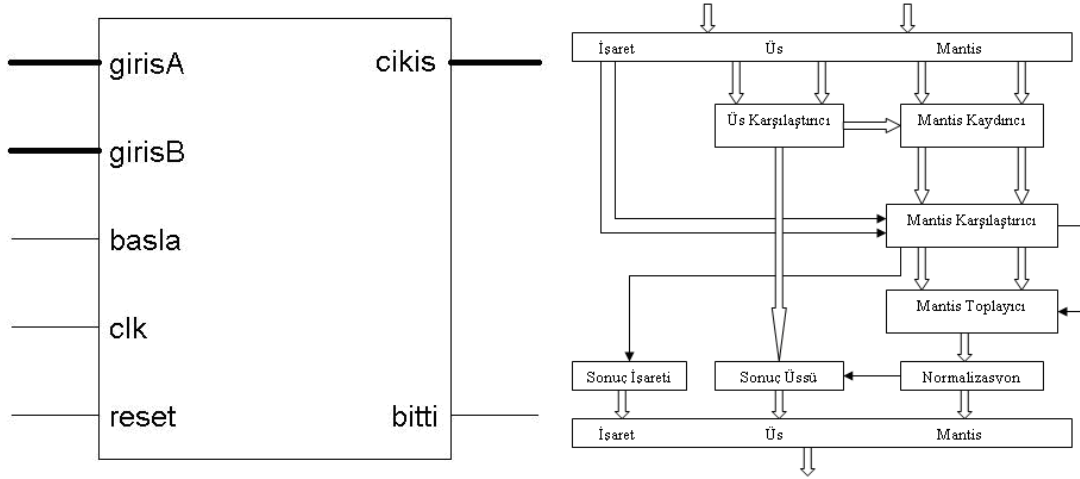 girisA
cikis
girisB
basla
clk
reset
bitti
İşaret Üs Mantis
Üs Karşılaştırıcı
Mantis Kaydırıcı
Mantis Karşılaştırıcı
Mantis Toplayıcı
Sonuç İşareti
Sonuç Üssü
Normalizasyon
İşaret Üs Mantis